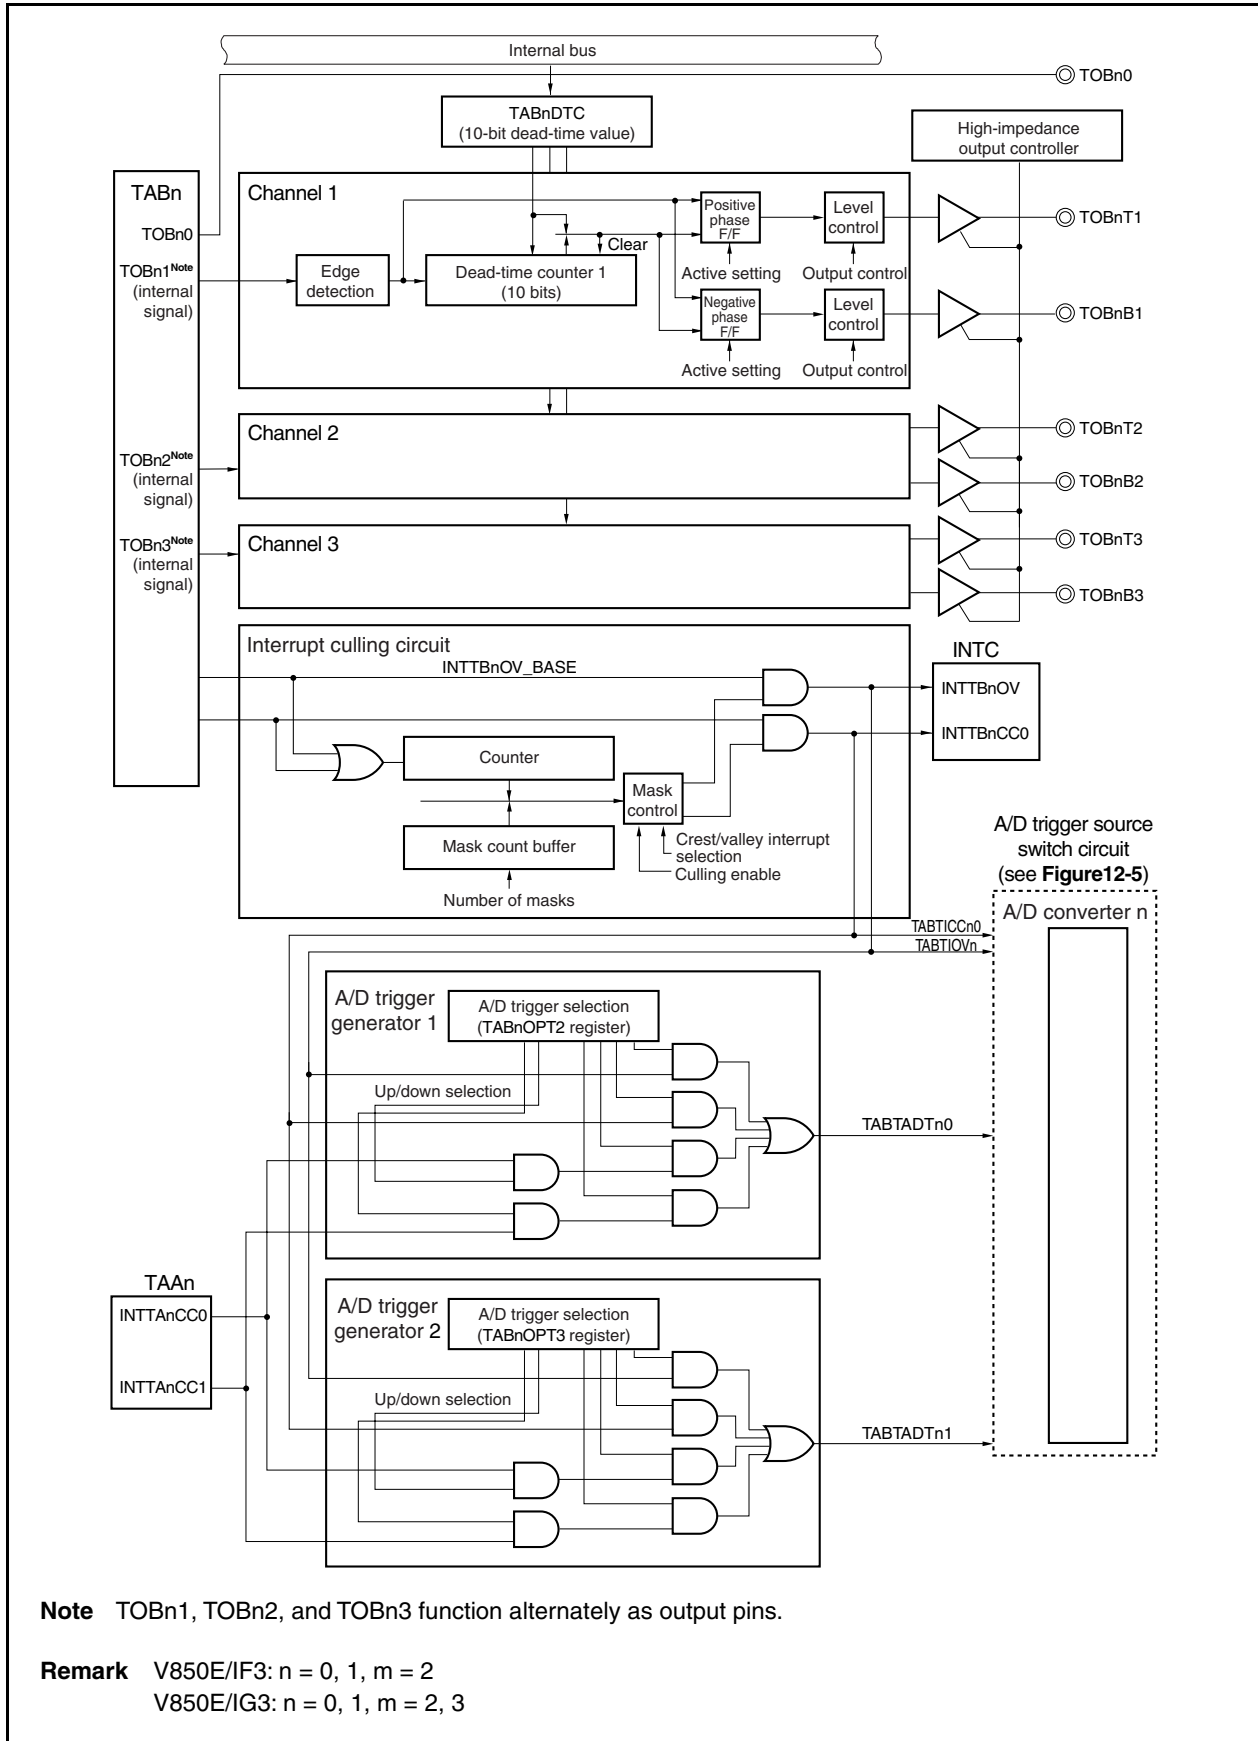 Internal bus
TOBn0
TABnDTC
(10-bit dead-time value)
High-impedance
output controller
TABn
TOBn0
TOBn1Note
(internal
signal)
TOBn2Note
(internal
signal)
TOBn3Note
(internal
signal)
Channel 1
Edge
detection
Dead-time counter 1
(10 bits)
Clear
Positive
phase
F/F
Level
control
Active setting
Output control
Negative
phase
F/F
Level
control
Active setting
Output control
TOBnT1
TOBnB1
Channel 2
TOBnT2
TOBnB2
Channel 3
TOBnT3
TOBnB3
Interrupt culling circuit
INTTBnOV_BASE
Counter
Mask count buffer
Number of masks
Mask
control
Crest/valley interrupt
selection
Culling enable
INTC
INTTBnOV
INTTBnCC0
A/D trigger source
switch circuit
(see Figure12-5)
A/D converter n
TABTICCn0
TABTIOVn
A/D trigger
generator 1
A/D trigger selection
(TABnOPT2 register)
Up/down selection
TABTADTn0
TAAn
INTTAnCC0
INTTAnCC1
A/D trigger
generator 2
A/D trigger selection
(TABnOPT3 register)
Up/down selection
TABTADTn1
Note TOBn1, TOBn2, and TOBn3 function alternately as output pins.
Remark V850E/IF3: n = 0, 1, m = 2
V850E/IG3: n = 0, 1, m = 2, 3